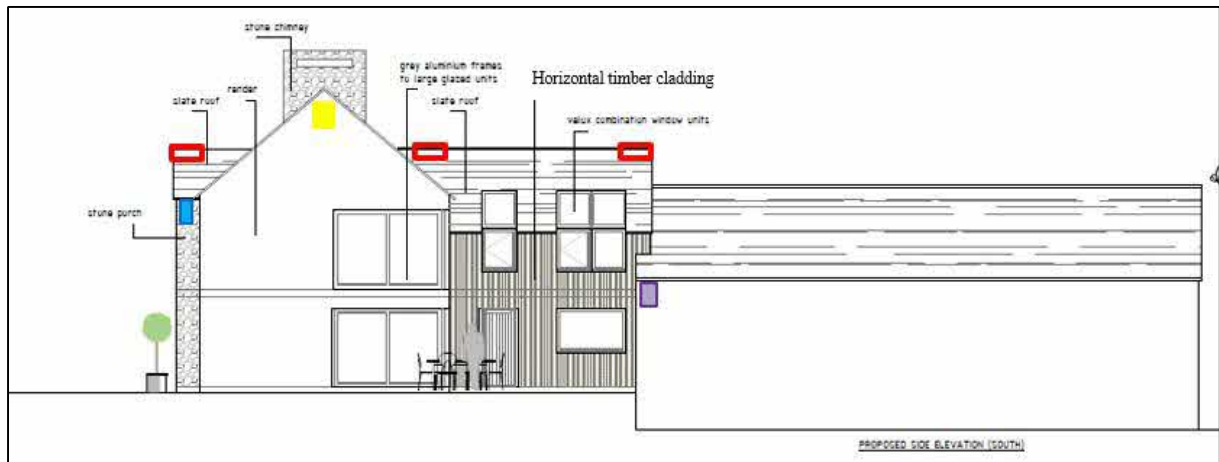 stone chimney
grey aluminium frames
to large glazed units
Horizontal timber cladding
render
slate roof
slate roof
velux combination window units
stone porch
PROPOSED SIDE ELEVATION (SOUTH)